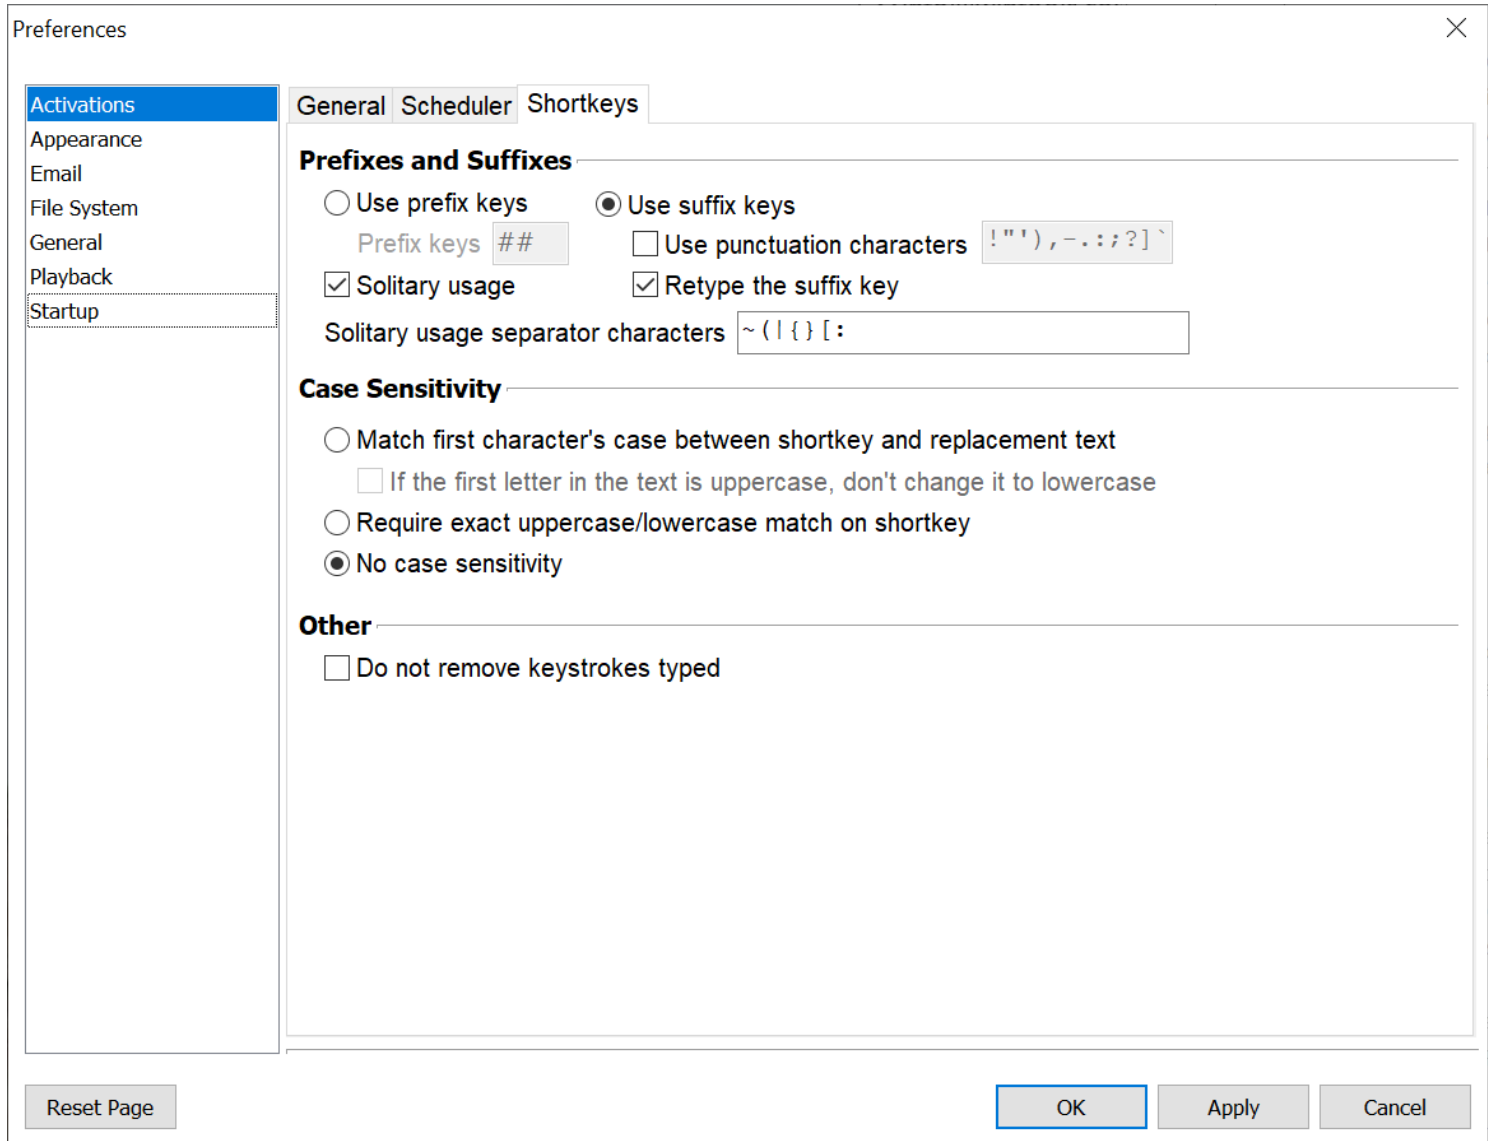 Preferences
Activations
Appearance
Email
File System
General
Playback
Startup
General Scheduler Shortkeys
Prefixes and Suffixes
Use prefix keys Use suffix keys
Prefix keys ## Use punctuation characters !"'),-.:;?]`
Solitary usage Retype the suffix key
Solitary usage separator characters ~(|{}[:
Case Sensitivity
Match first character's case between shortkey and replacement text
If the first letter in the text is uppercase, don't change it to lowercase
Require exact uppercase/lowercase match on shortkey
No case sensitivity
Other
Do not remove keystrokes typed
Reset Page OK Apply Cancel